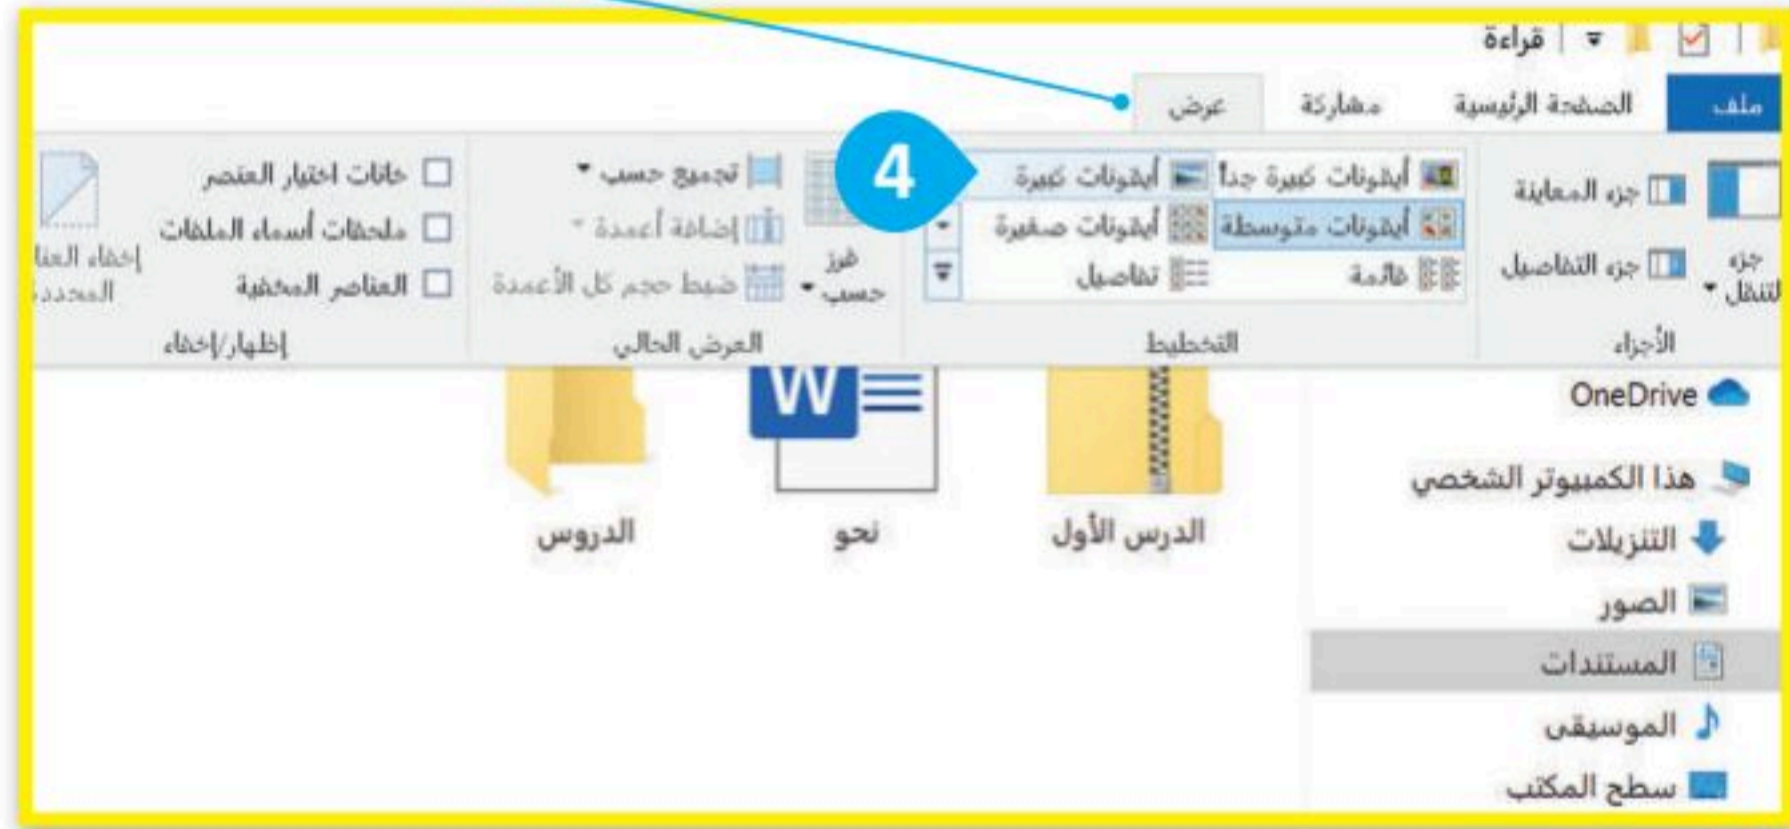 قراءة
ملف الصفحة الرئيسية مشاركة عرض
4
جزء التنقل
جزء المعاينة
جزء التفاصيل
الأجزاء
أيقونات كبيرة جداً أيقونات كبيرة
أيقونات متوسطة أيقونات صغيرة
قائمة تفاصيل
التخطيط
فرز حسب
تجميع حسب
إضافة أعمدة
ضبط حجم كل الأعمدة
العرض الحالي
خانات اختيار العنصر
ملحقات أسماء الملفات
العناصر المخفية
إخفاء
إظهار/إخفاء
OneDrive
هذا الكمبيوتر الشخصي
التنزيلات
الصور
المستندات
الموسيقى
سطح المكتب
الدرس الأول نحو الدروس
W